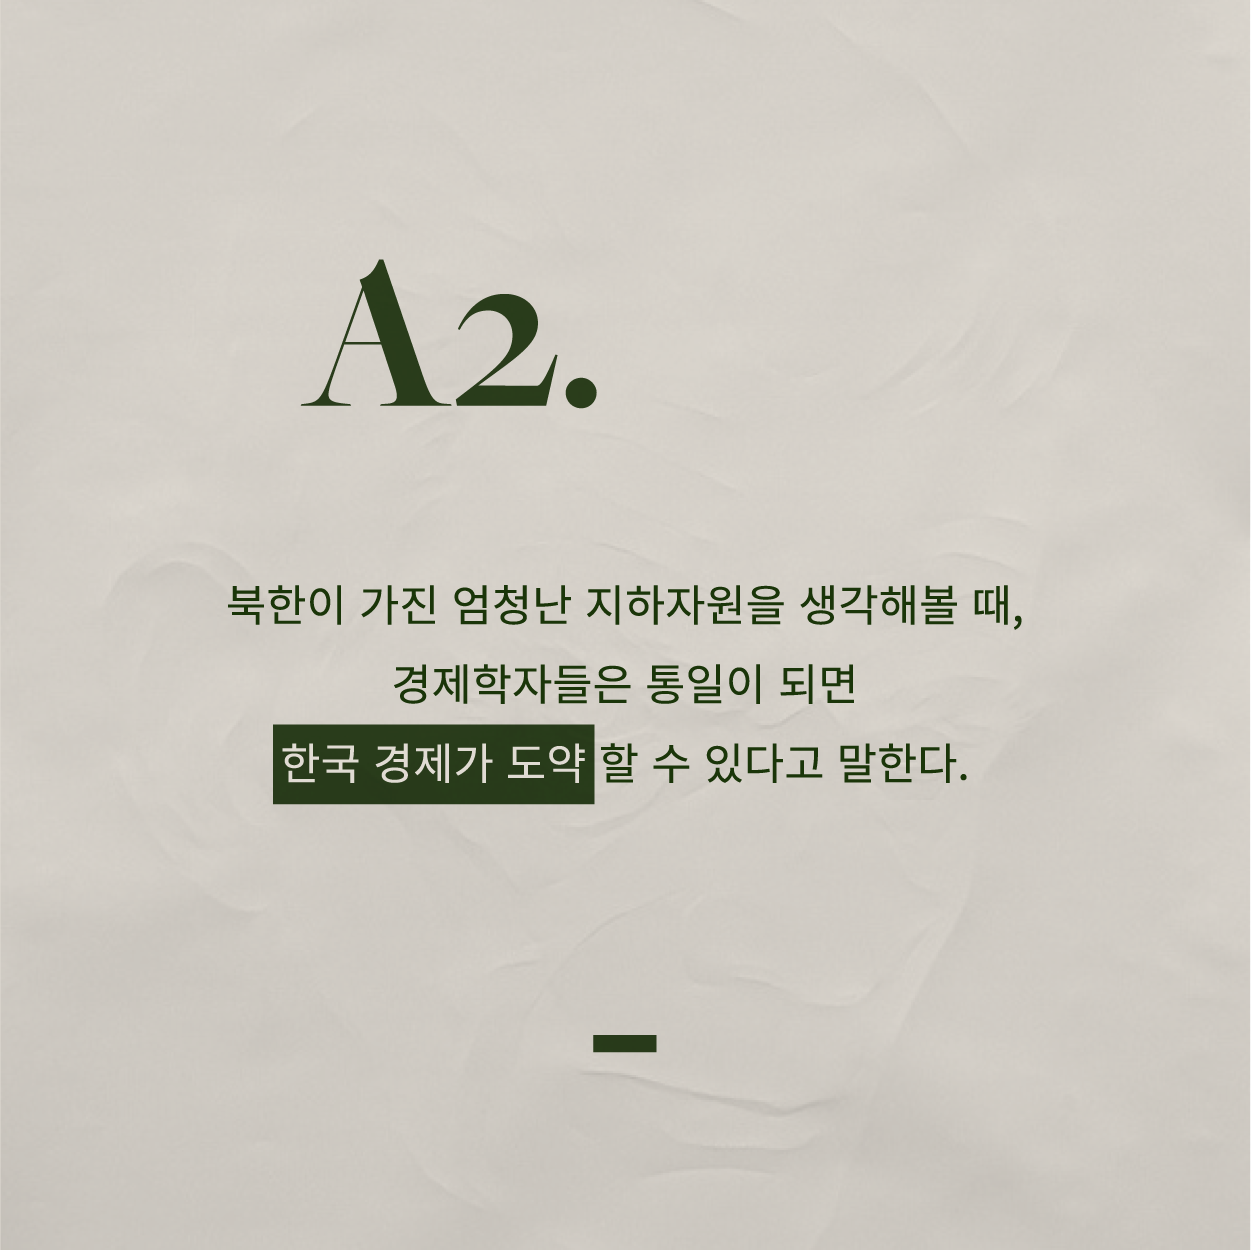 A2.
북한이 가진 엄청난 지하자원을 생각해볼 때,
경제학자들은 통일이 되면
한국 경제가 도약 할 수 있다고 말한다.